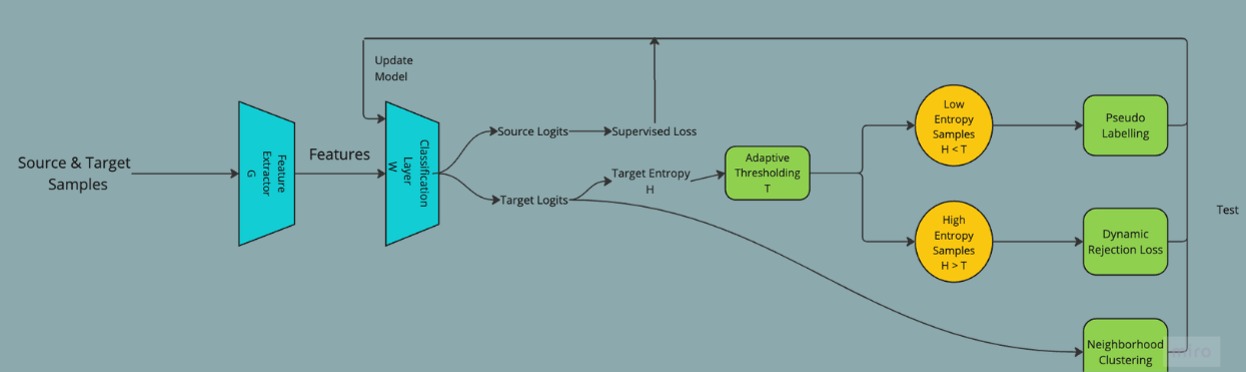 Update
Model
Source & Target
Samples
Feature
Extractor
G
Features
Classification
Layer
W
Source Logits
Supervised Loss
Target Logits
Target Entropy
H
Adaptive
Thresholding
T
Low
Entropy
Samples
H < T
Pseudo
Labelling
High
Entropy
Samples
H > T
Dynamic
Rejection Loss
Neighborhood
Clustering
Test
miro